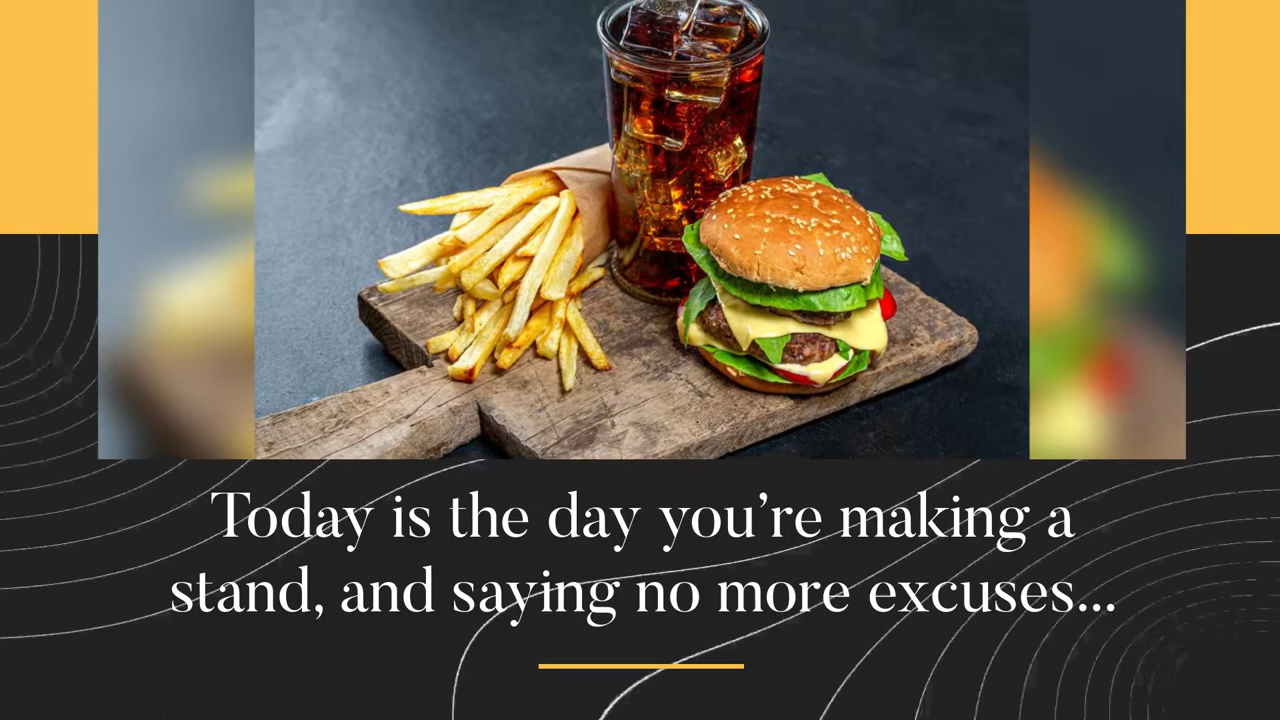 Today is the day you’re making a
stand, and saying no more excuses...